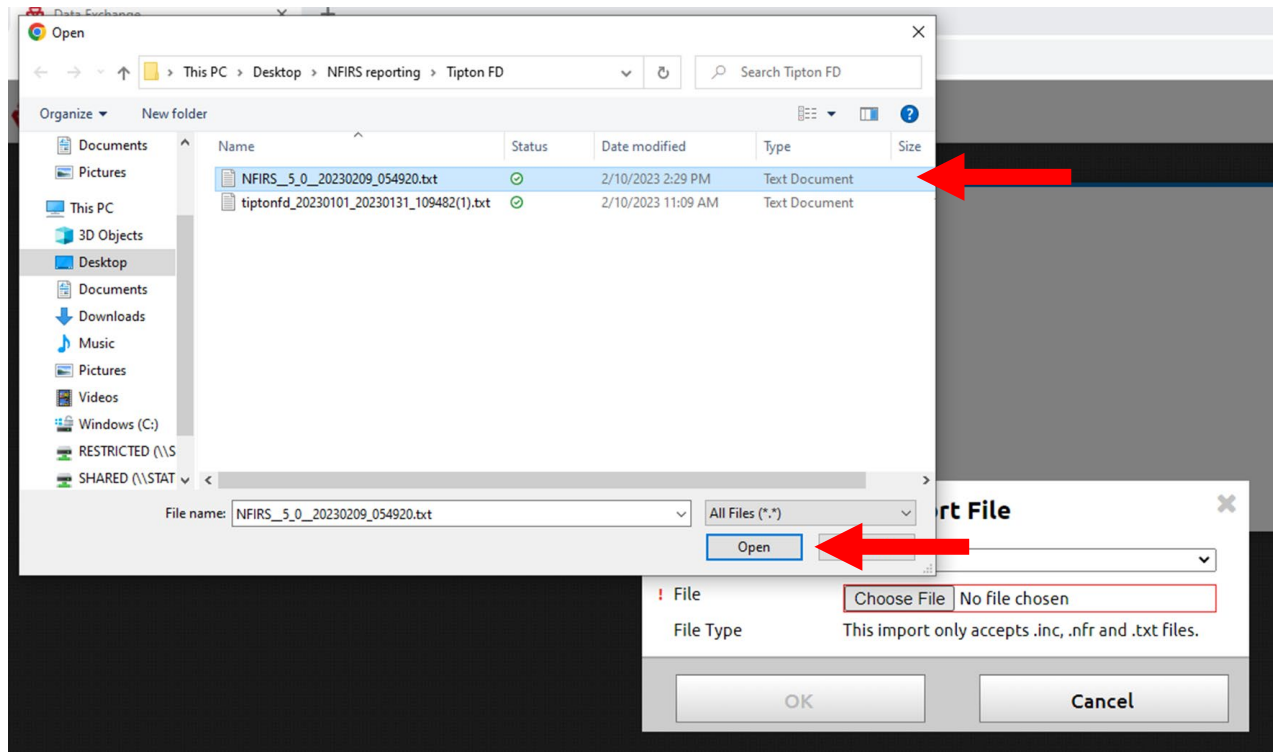 Data Exchange
Open
This PC > Desktop > NFIRS reporting > Tipton FD
Search Tipton FD
Organize New folder
Name Status Date modified Type Size
NFIRS__5_0__20230209_054920.txt 2/10/2023 2:29 PM Text Document
tiptonfd_20230101_20230131_109482(1).txt 2/10/2023 11:09 AM Text Document
Documents
Pictures
This PC
3D Objects
Desktop
Documents
Downloads
Music
Pictures
Videos
Windows (C:)
RESTRICTED (\\S
SHARED (\\STAT
File name: NFIRS__5_0__20230209_054920.txt All Files (*.*)
Open
rt File
! File Choose File No file chosen
File Type This import only accepts .inc, .nfr and .txt files.
OK Cancel